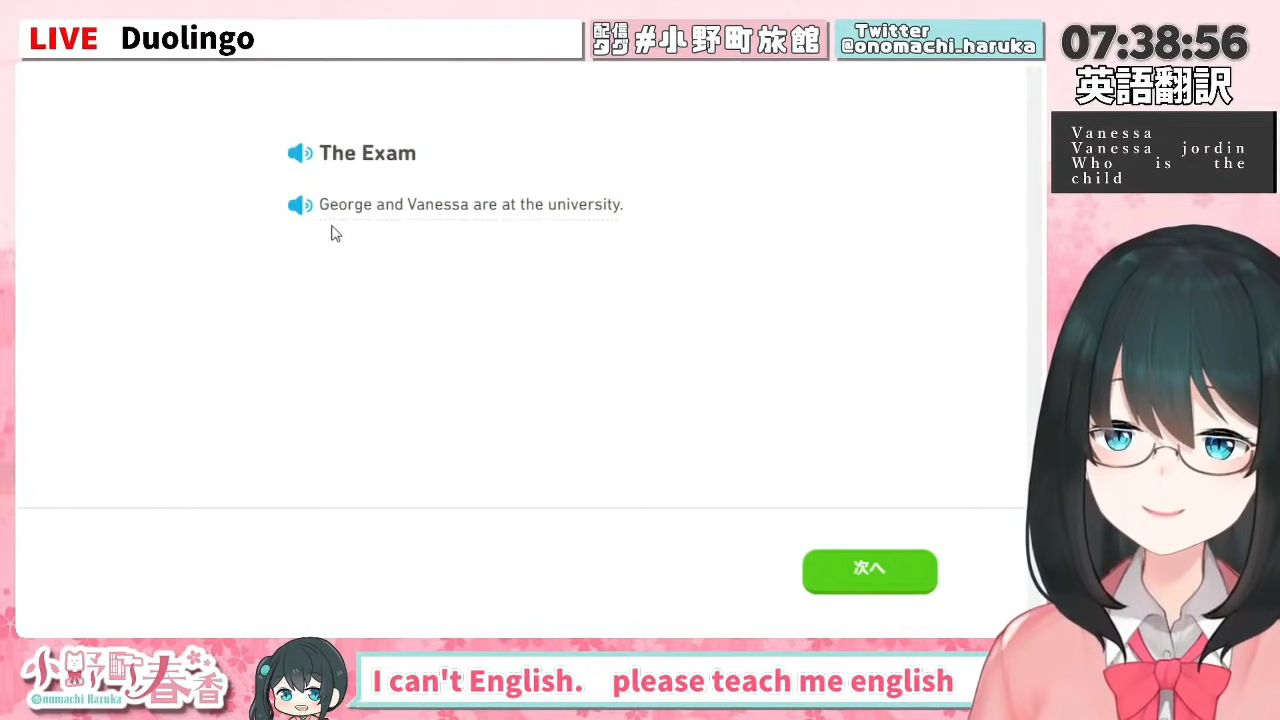 LIVE Duolingo
配信タグ #小野町旅館
Twitter
@onomachi.haruka
07:38:56
英語翻訳
Vanessa
Vanessa jordin
Who is the
child
The Exam
George and Vanessa are at the university.
次へ
小野町春香
@onomachi Haruka
I can't English. please teach me english